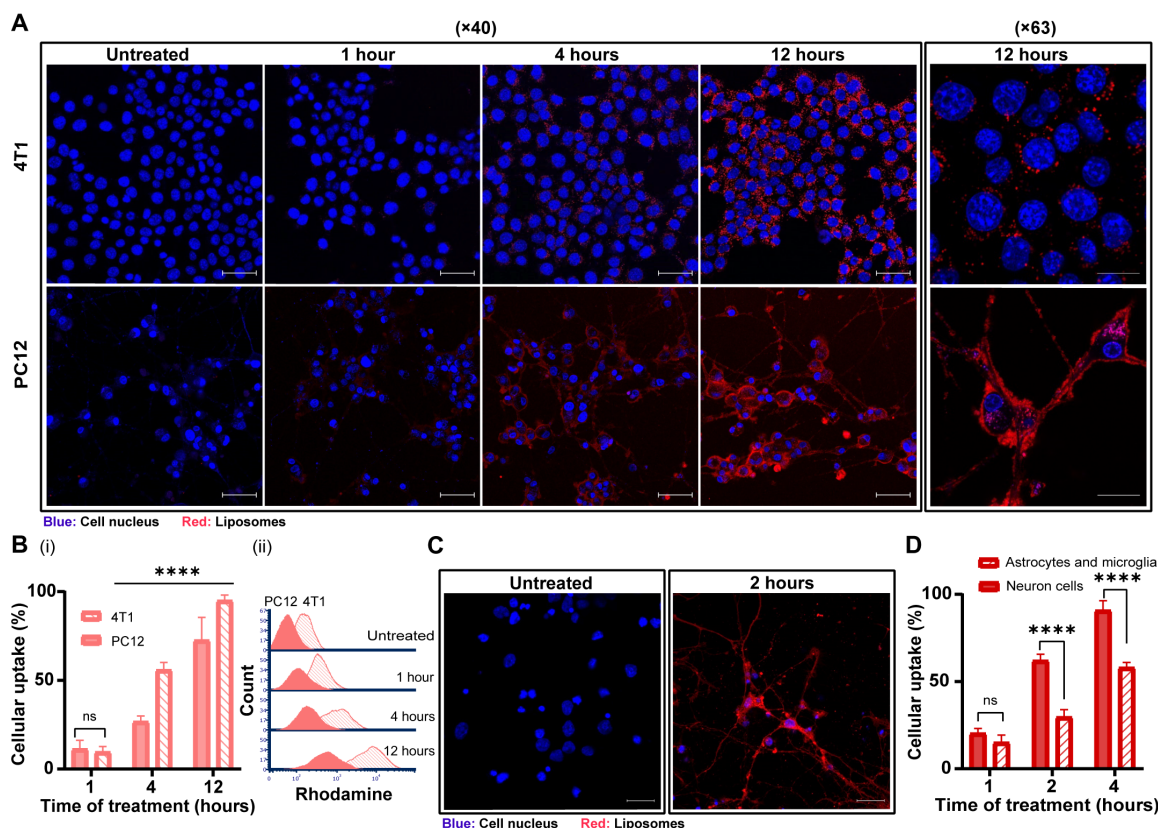 A
(×40)
(×63)
Untreated
1 hour
4 hours
12 hours
12 hours
4T1
PC12
Blue: Cell nucleus Red: Liposomes
B
(i)
****
100
50
0
4T1
PC12
ns
1
4
12
Cellular uptake (%)
Time of treatment (hours)
(ii)
PC12 4T1
Untreated
1 hour
4 hours
12 hours
Count
Rhodamine
C
Untreated
2 hours
Blue: Cell nucleus Red: Liposomes
D
Astrocytes and microglia
Neuron cells
****
****
ns
100
50
0
1
2
4
Cellular uptake (%)
Time of treatment (hours)